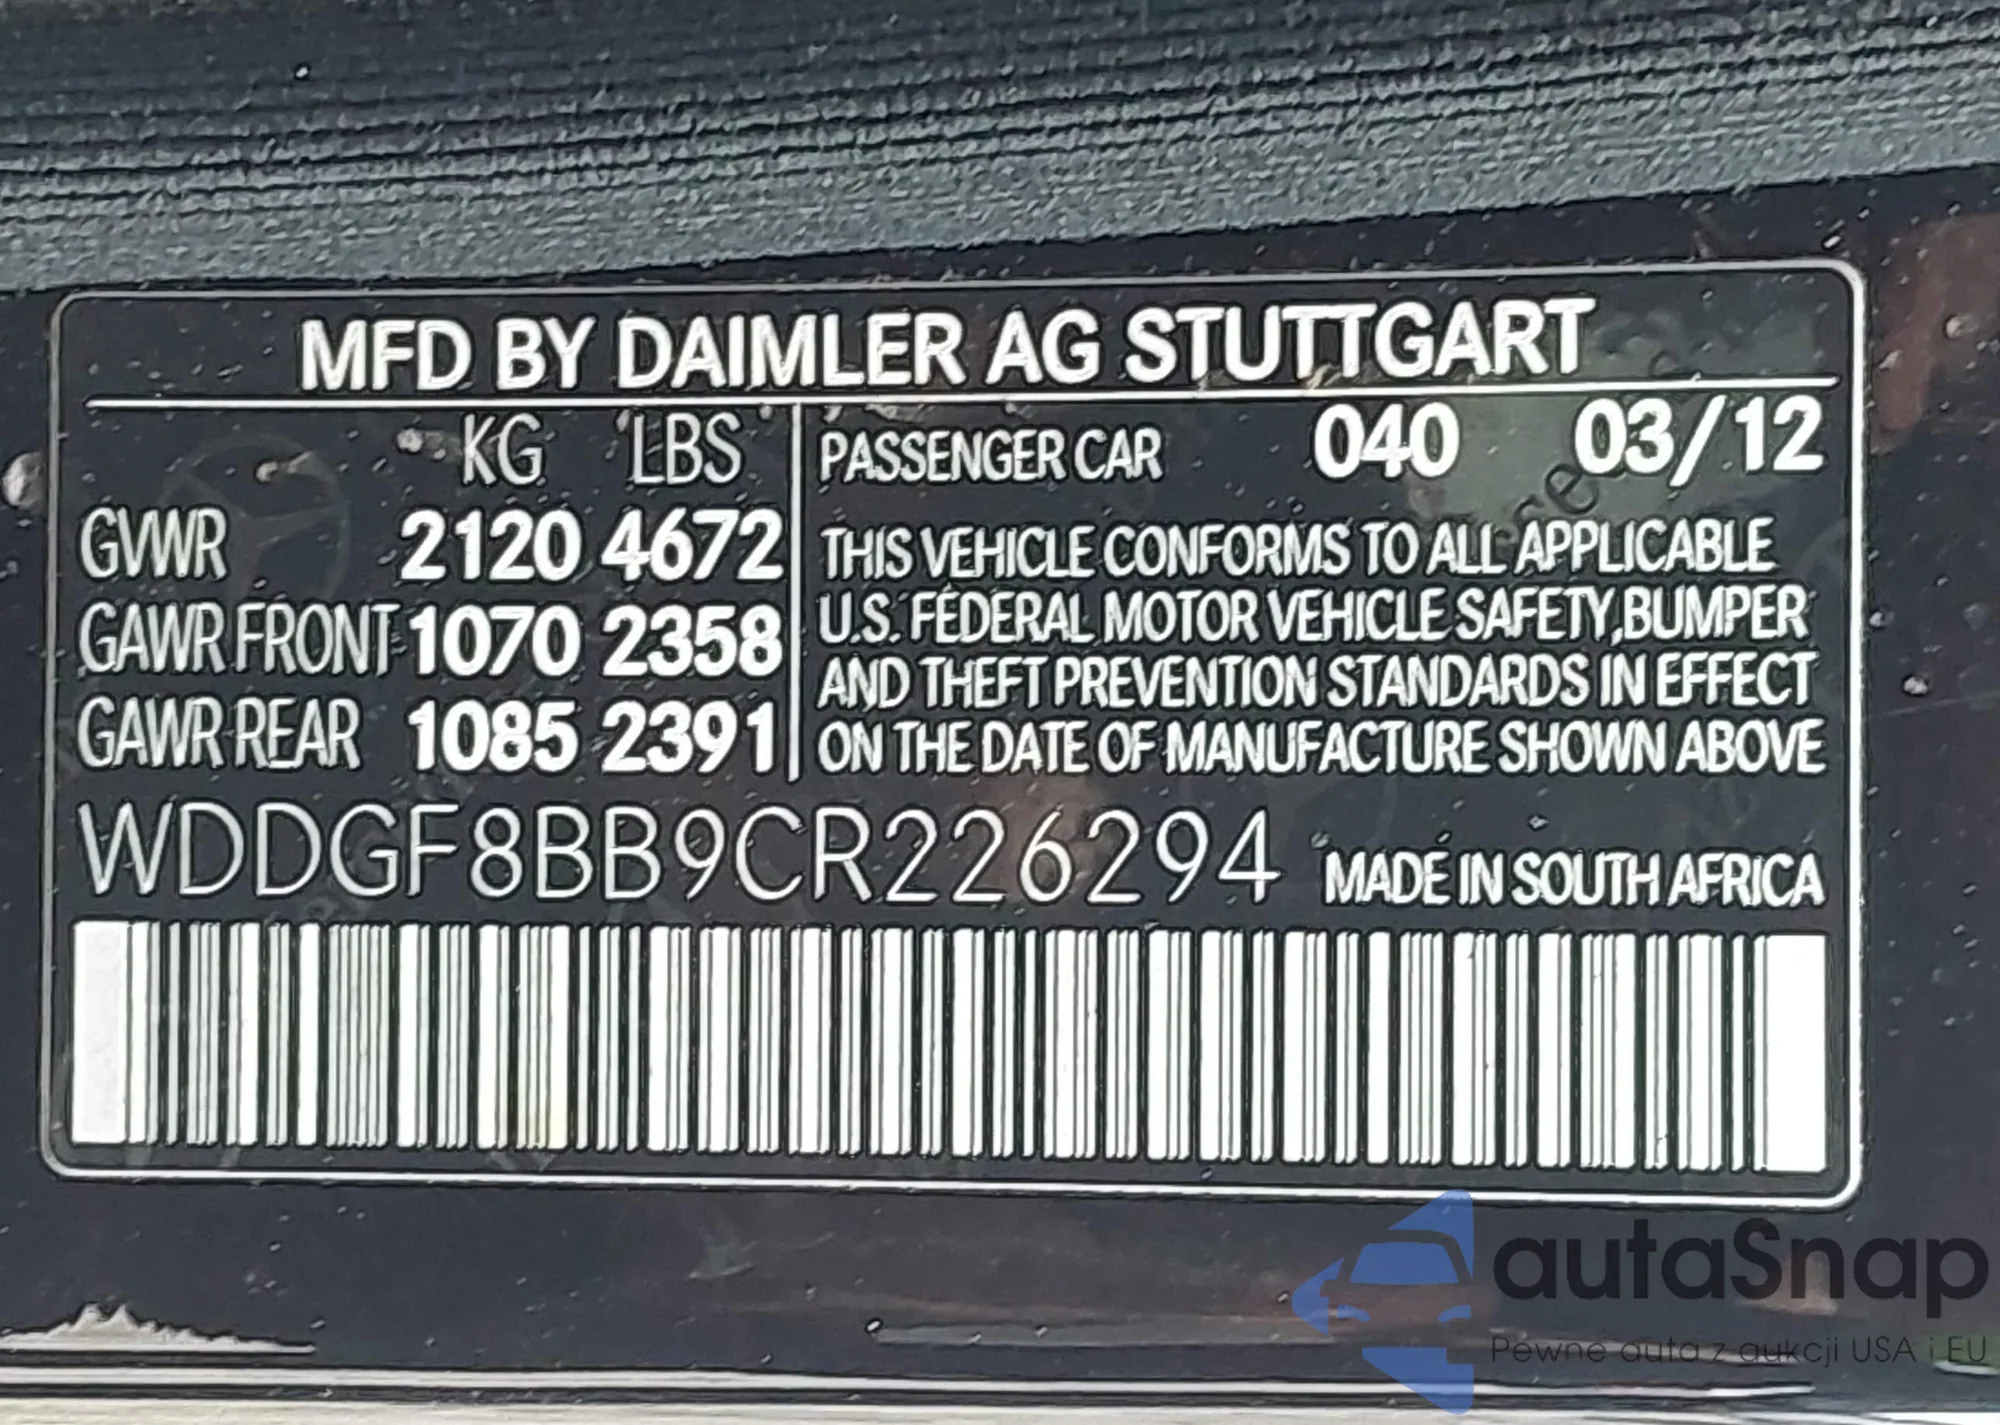 MFD BY DAIMLER AG STUTTGART
KG LBS
GVWR 2120 4672
GAWR FRONT 1070 2358
GAWR REAR 1085 2391
PASSENGER CAR 040 03/12
THIS VEHICLE CONFORMS TO ALL APPLICABLE
U.S. FEDERAL MOTOR VEHICLE SAFETY, BUMPER
AND THEFT PREVENTION STANDARDS IN EFFECT
ON THE DATE OF MANUFACTURE SHOWN ABOVE
WDDGF8BB9CR226294 MADE IN SOUTH AFRICA
autaSnap
Pewne auta z aukcji USA i EU